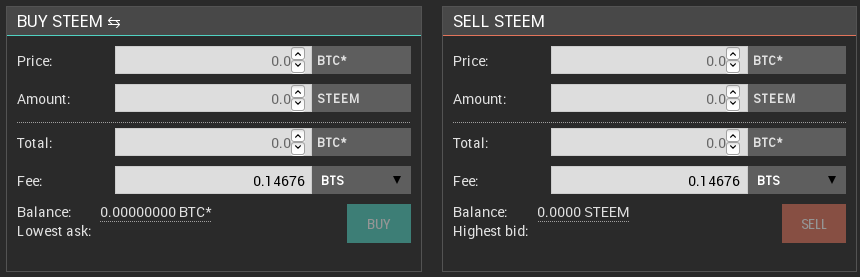 BUY STEEM ⇆
Price: 0.0 BTC*
Amount: 0.0 STEEM
Total: 0.0 BTC*
Fee: 0.14676 BTS ▼
Balance: 0.00000000 BTC*
Lowest ask:
BUY
SELL STEEM
Price: 0.0 BTC*
Amount: 0.0 STEEM
Total: 0.0 BTC*
Fee: 0.14676 BTS ▼
Balance: 0.0000 STEEM
Highest bid:
SELL